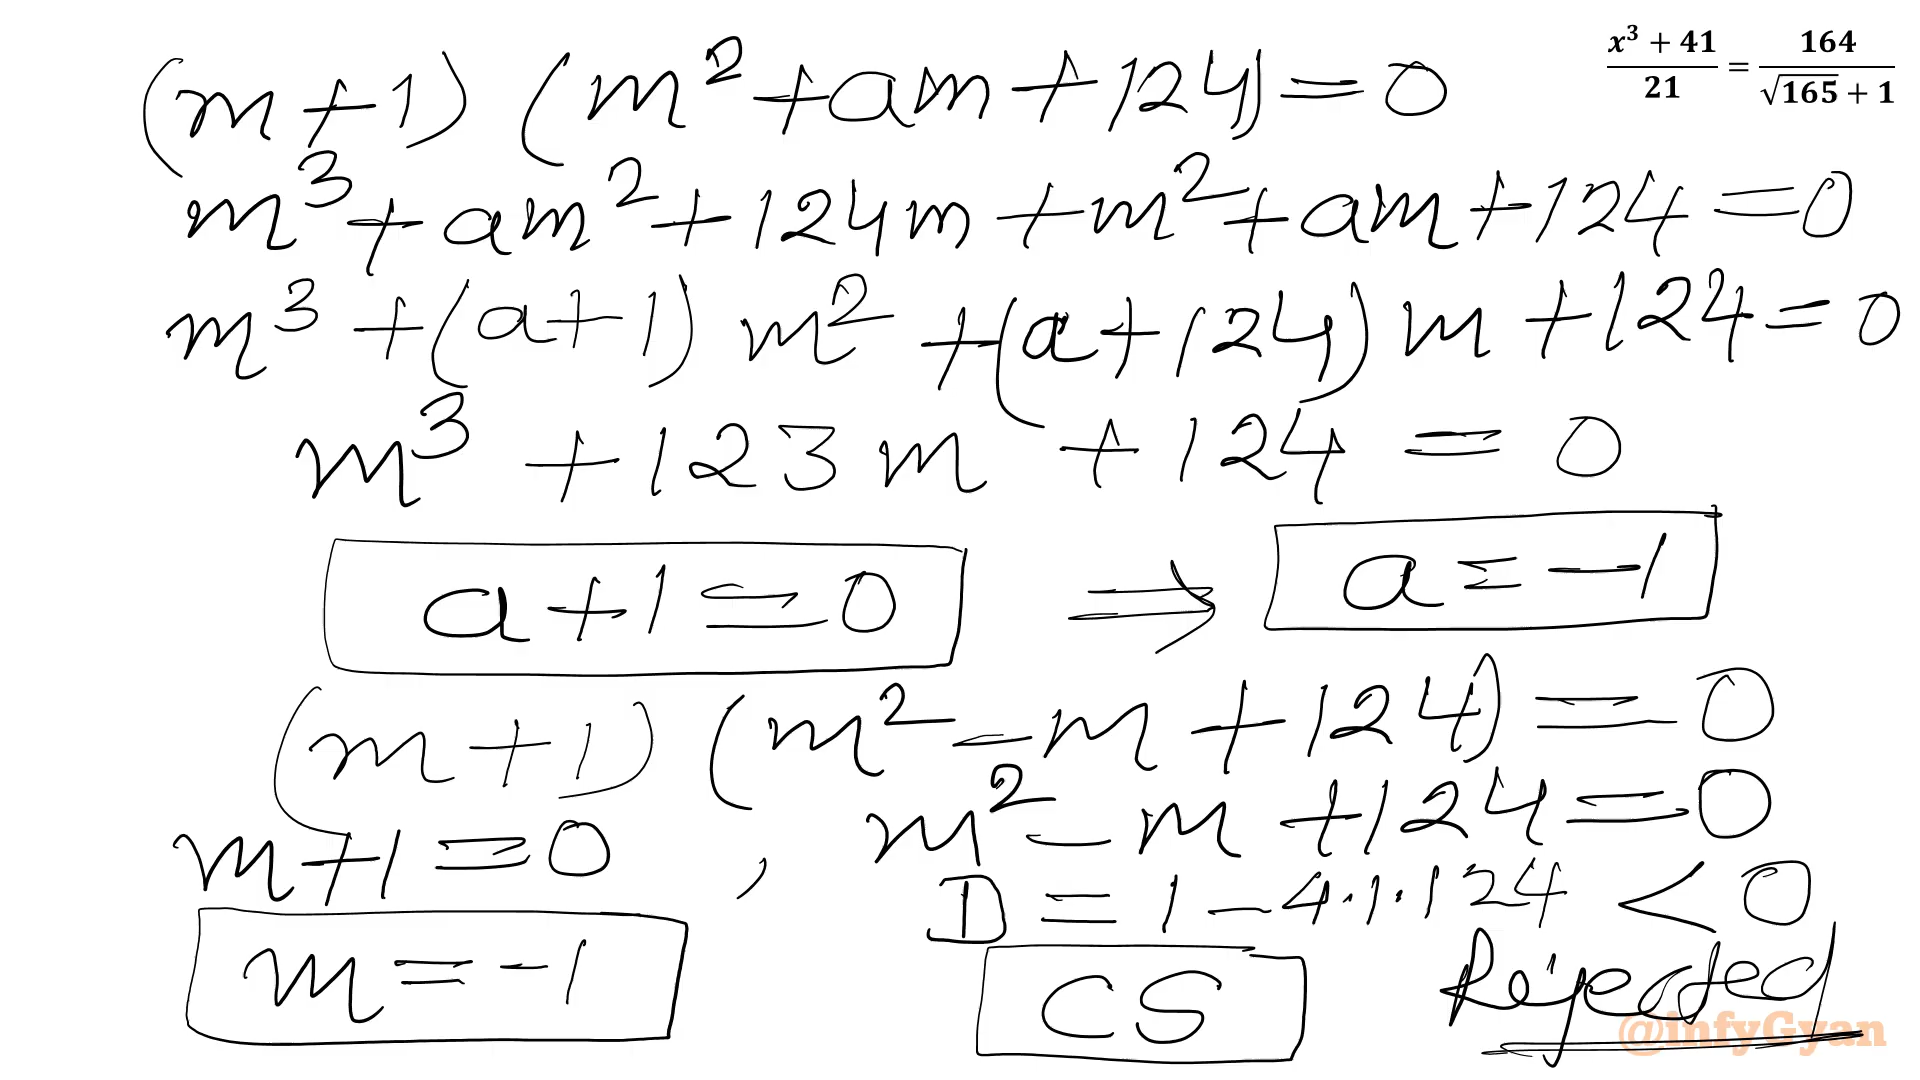 (m+1) (m²+am+124)=0
x³ + 41 / 21 = 164 / √165 + 1
m³+am²+124m+m²+am+124=0
m³+(a+1) m²+(a+124)m+124=0
m³ +123m +124 = 0
a+1=0 ⇒ a=-1
(m+1) (m²-m+124)=0
m+1=0 , m²-m+124=0
D=1-4.1.124 <0
m=-1 CS Rejected
@infyGyan